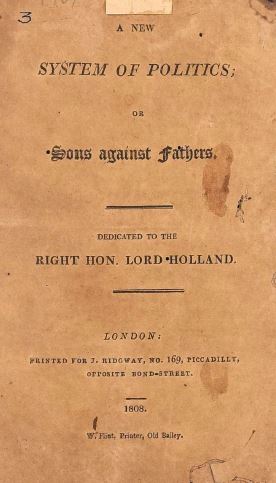 3
A NEW
SYSTEM OF POLITICS;
OR
Sons against Fathers.
DEDICATED TO THE
RIGHT HON. LORD HOLLAND.
LONDON:
PRINTED FOR J. RIDGWAY, NO. 169, PICCADILLY,
OPPOSITE BOND-STREET.
1808.
W. Flint, Printer, Old Bailey.